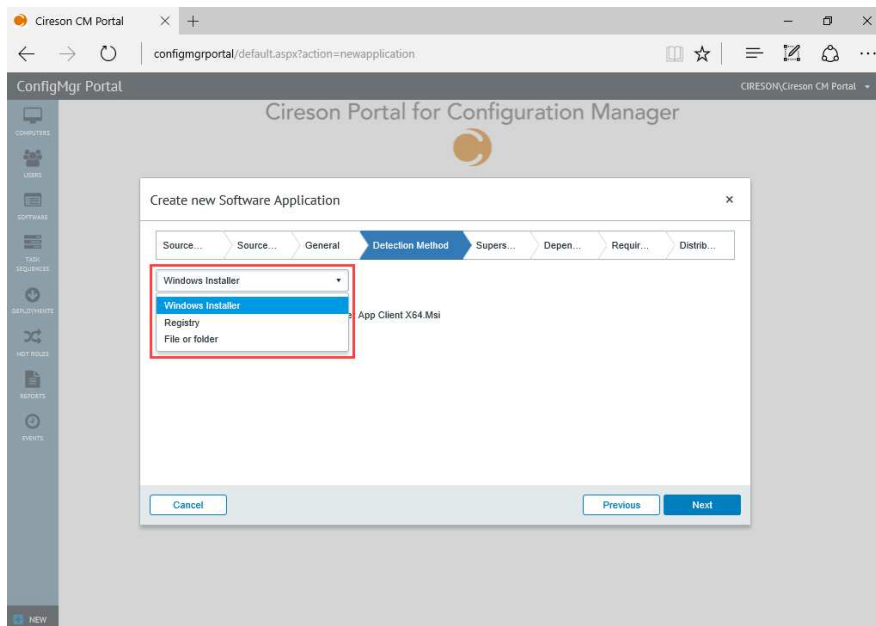 Cireson CM Portal
configmgrportal/default.aspx?action=newapplication
ConfigMgr Portal
CIRESON\Cireson CM Portal
Cireson Portal for Configuration Manager
COMPUTERS
USERS
SOFTWARE
TASK
SEQUENCES
DEPLOYMENTS
HOT ROLES
REPORTS
EVENTS
NEW
Create new Software Application
Source... Source... General Detection Method Supers... Depen... Requir... Distrib...
Windows Installer
Windows Installer
App Client X64.Msi
Registry
File or folder
Cancel
Previous
Next